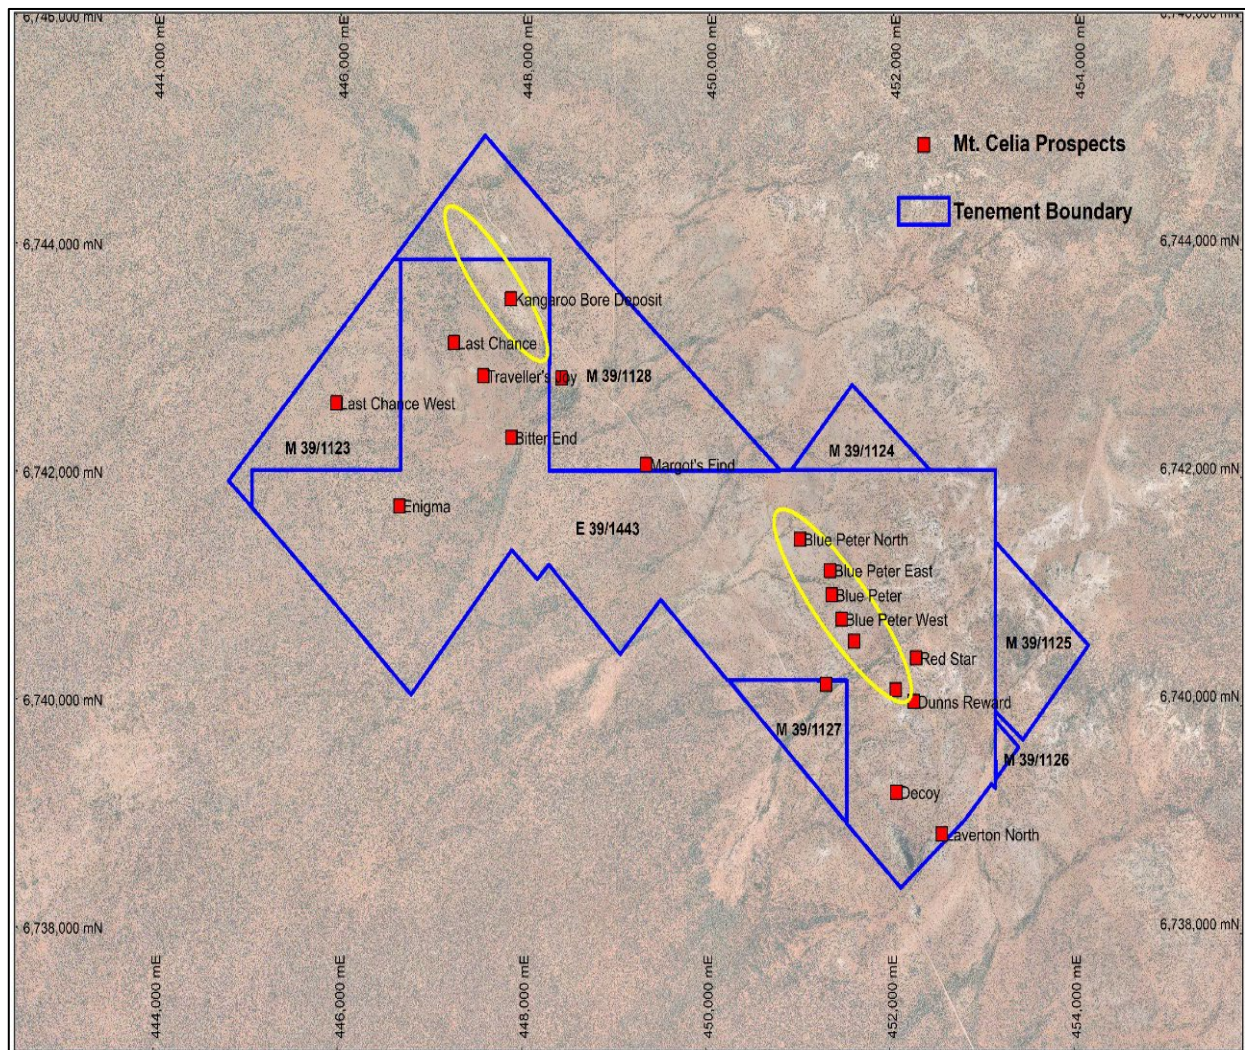 6,746,000 mN
444,000 mE
446,000 mE
448,000 mE
450,000 mE
452,000 mE
454,000 mE
Mt. Celia Prospects
Tenement Boundary
6,744,000 mN
6,744,000 mN
Kangaroo Bore Deposit
Last Chance
Traveller's Joy
M 39/1128
Last Chance West
Bitter End
M 39/1123
M 39/1124
Margot's Find
6,742,000 mN
6,742,000 mN
Enigma
E 39/1443
Blue Peter North
Blue Peter East
Blue Peter
Blue Peter West
M 39/1125
Red Star
6,740,000 mN
6,740,000 mN
Dunns Reward
M 39/1127
M 39/1126
Decoy
Laverton North
6,738,000 mN
6,738,000 mN
444,000 mE
446,000 mE
448,000 mE
450,000 mE
452,000 mE
454,000 mE